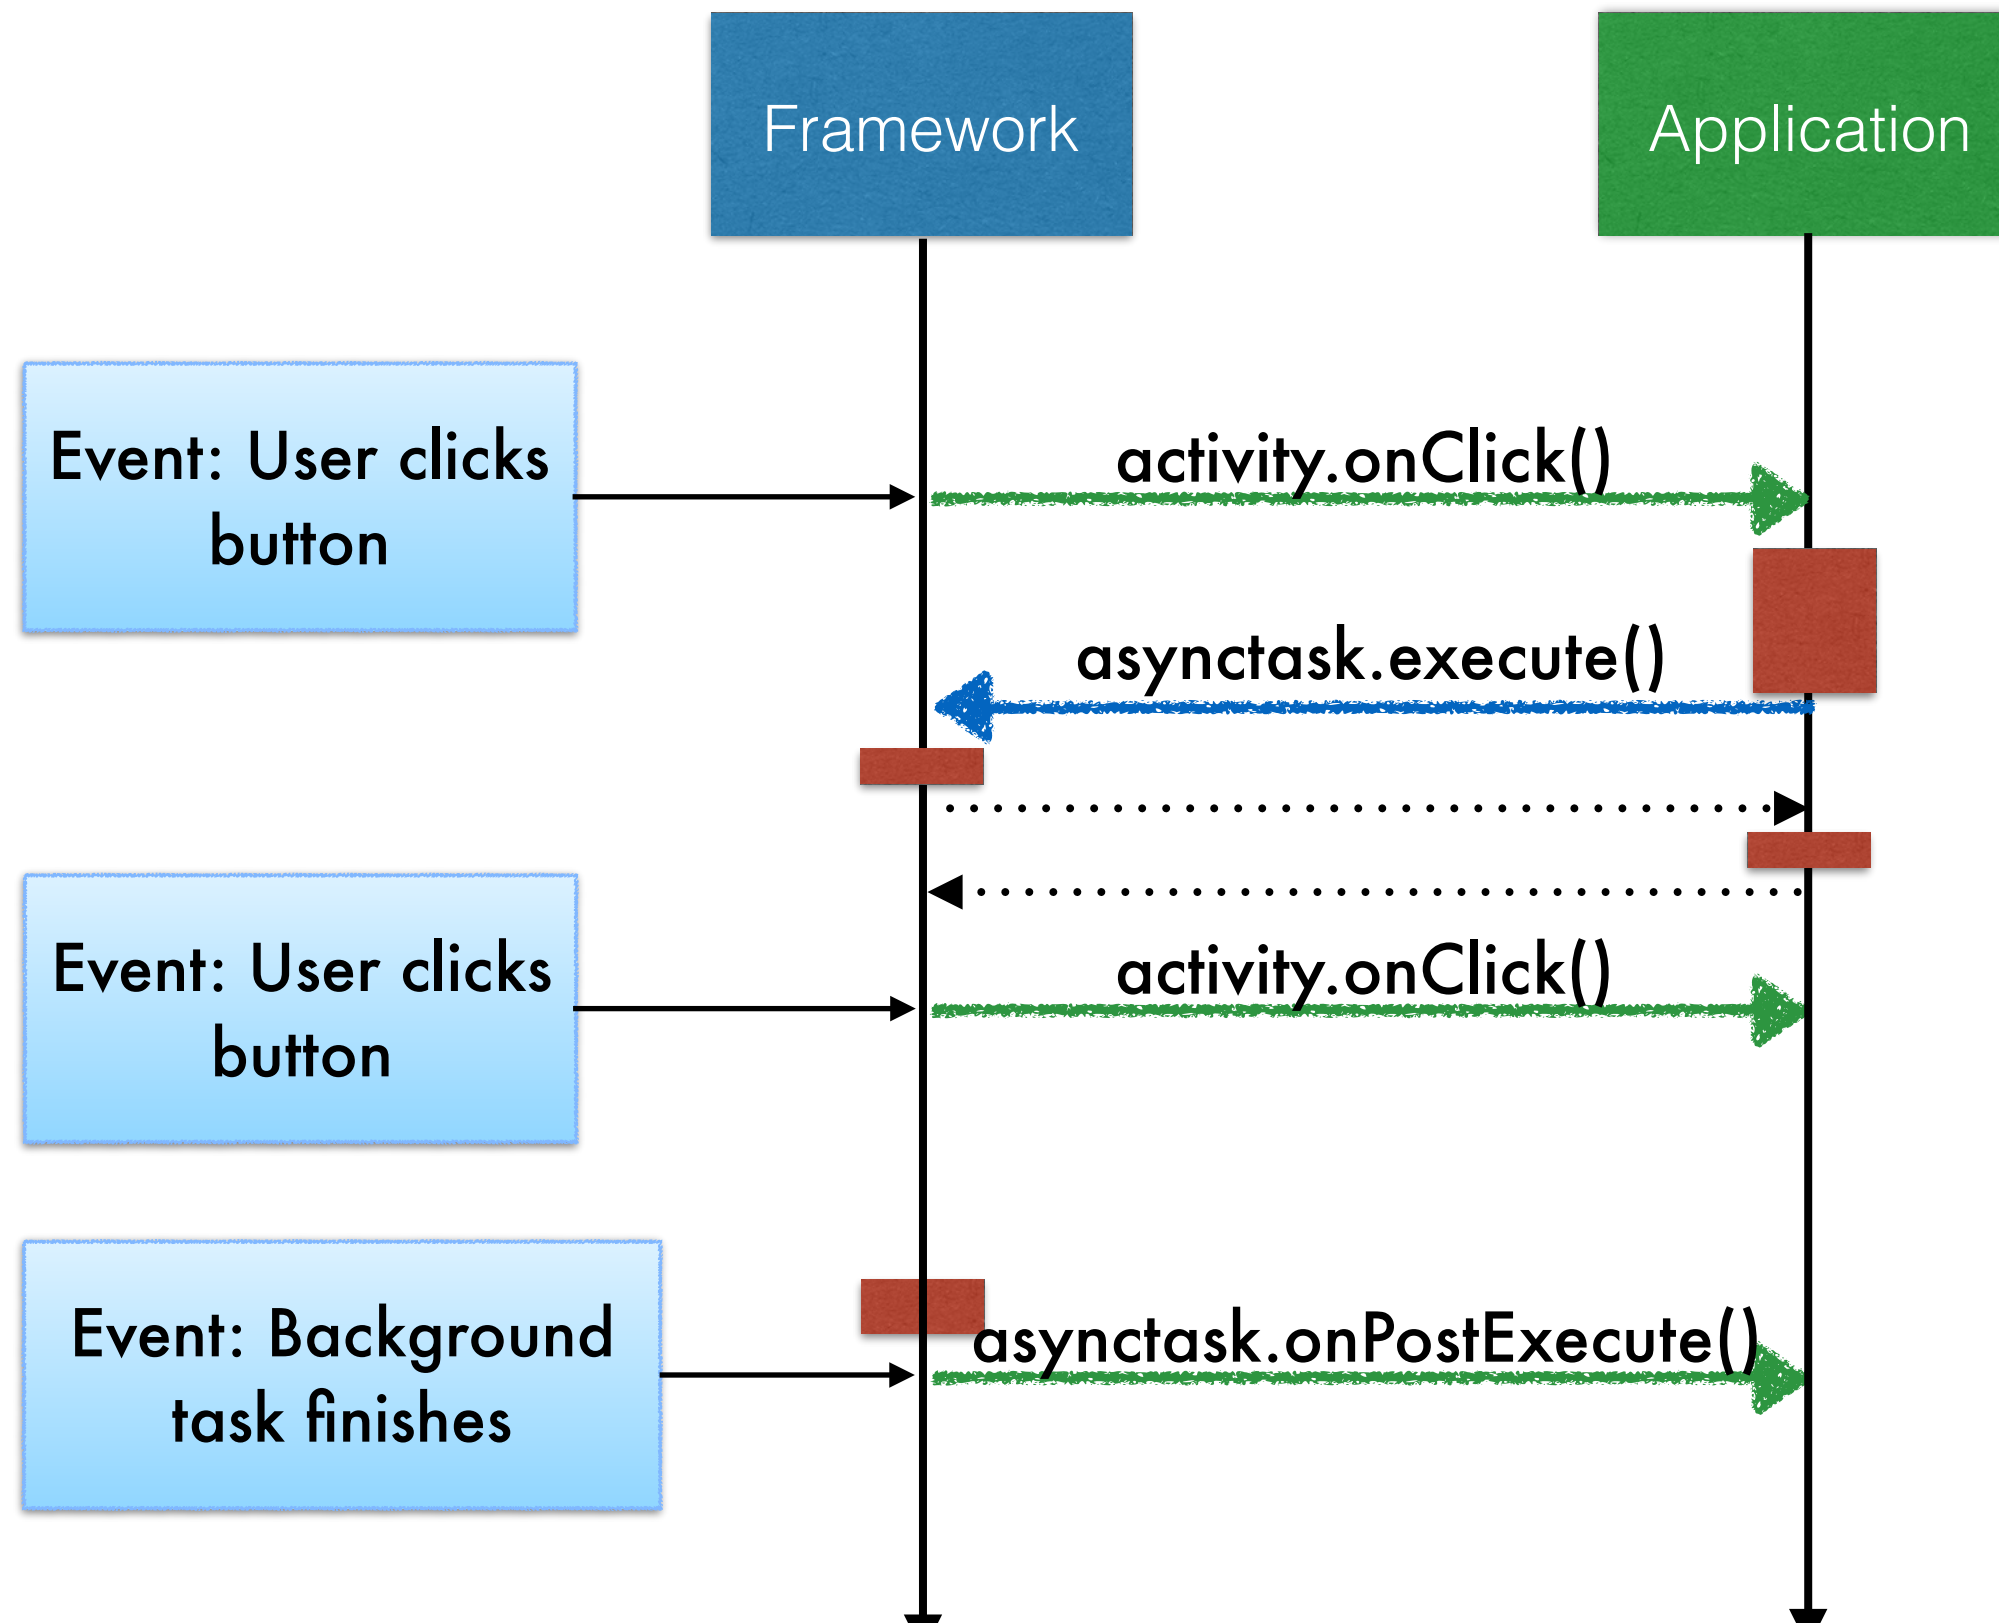 Framework
Application
Event: User clicks
button
activity.onClick()
asynctask.execute()
Event: User clicks
button
activity.onClick()
Event: Background
task finishes
asynctask.onPostExecute()